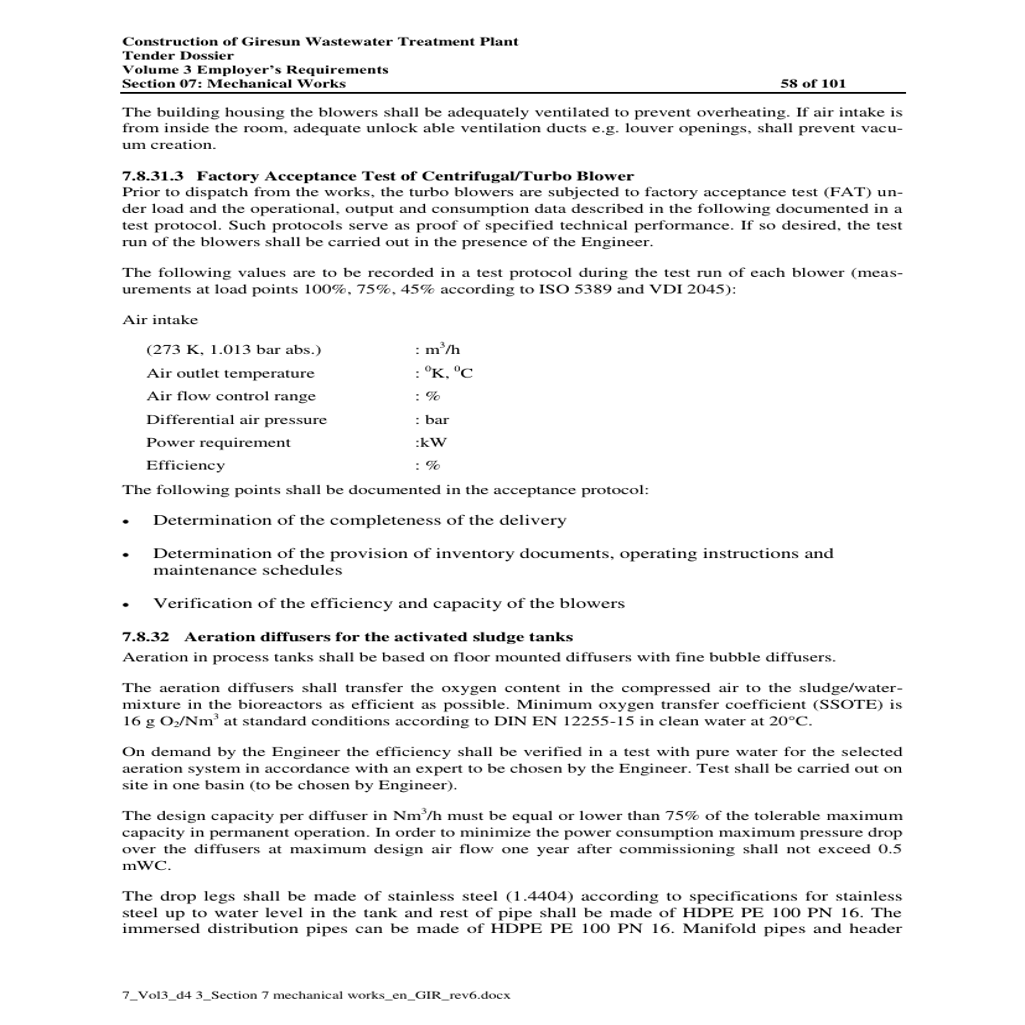 Construction of Giresun Wastewater Treatment Plant
Tender Dossier
Volume 3 Employer's Requirements
Section 07: Mechanical Works 58 of 101
The building housing the blowers shall be adequately ventilated to prevent overheating. If air intake is
from inside the room, adequate unlock able ventilation ducts e.g. louver openings, shall prevent vacu-
um creation.
7.8.31.3 Factory Acceptance Test of Centrifugal/Turbo Blower
Prior to dispatch from the works, the turbo blowers are subjected to factory acceptance test (FAT) un-
der load and the operational, output and consumption data described in the following documented in a
test protocol. Such protocols serve as proof of specified technical performance. If so desired, the test
run of the blowers shall be carried out in the presence of the Engineer.
The following values are to be recorded in a test protocol during the test run of each blower (meas-
urements at load points 100%, 75%, 45% according to ISO 5389 and VDI 2045):
Air intake
(273 K, 1.013 bar abs.) : m³/h
Air outlet temperature : ⁰K, ⁰C
Air flow control range : %
Differential air pressure : bar
Power requirement :kW
Efficiency : %
The following points shall be documented in the acceptance protocol:
• Determination of the completeness of the delivery
• Determination of the provision of inventory documents, operating instructions and
maintenance schedules
• Verification of the efficiency and capacity of the blowers
7.8.32 Aeration diffusers for the activated sludge tanks
Aeration in process tanks shall be based on floor mounted diffusers with fine bubble diffusers.
The aeration diffusers shall transfer the oxygen content in the compressed air to the sludge/water-
mixture in the bioreactors as efficient as possible. Minimum oxygen transfer coefficient (SSOTE) is
16 g O₂/Nm³ at standard conditions according to DIN EN 12255-15 in clean water at 20°C.
On demand by the Engineer the efficiency shall be verified in a test with pure water for the selected
aeration system in accordance with an expert to be chosen by the Engineer. Test shall be carried out on
site in one basin (to be chosen by Engineer).
The design capacity per diffuser in Nm³/h must be equal or lower than 75% of the tolerable maximum
capacity in permanent operation. In order to minimize the power consumption maximum pressure drop
over the diffusers at maximum design air flow one year after commissioning shall not exceed 0.5
mWC.
The drop legs shall be made of stainless steel (1.4404) according to specifications for stainless
steel up to water level in the tank and rest of pipe shall be made of HDPE PE 100 PN 16. The
immersed distribution pipes can be made of HDPE PE 100 PN 16. Manifold pipes and header
7_Vol3_d4 3_Section 7 mechanical works_en_GIR_rev6.docx